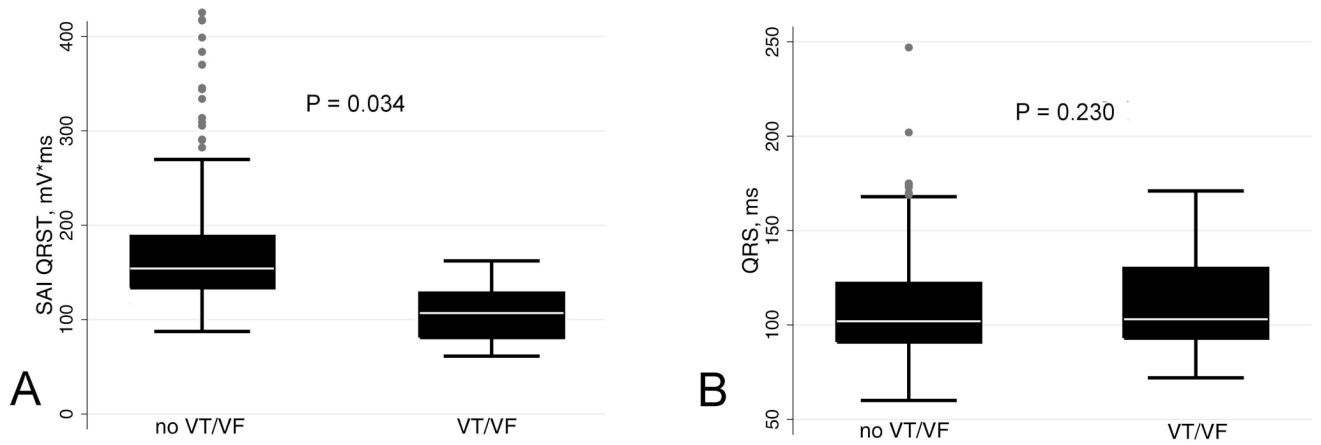 A
SAI QRST, mV*ms
400
300
200
100
0
P = 0.034
no VT/VF
VT/VF
B
QRS, ms
250
200
150
100
50
P = 0.230
no VT/VF
VT/VF